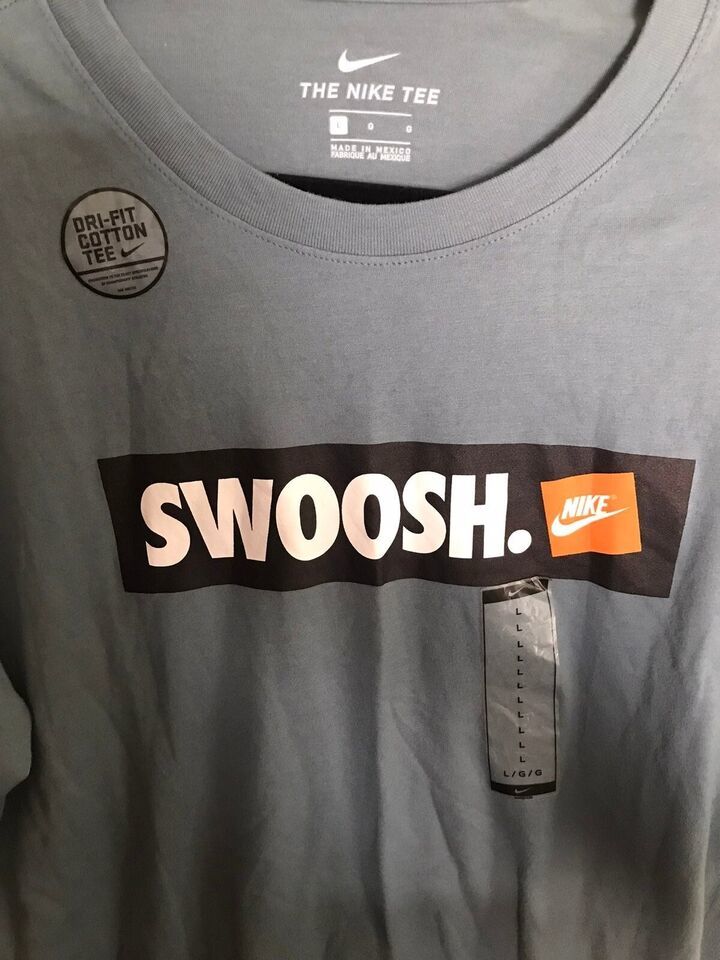 THE NIKE TEE
L G G
MADE IN MEXICO
FABRIQUE AU MEXIQUE
DRI-FIT
COTTON
TEE
SWOOSH.
NIKE
L
L
L
L
L
L
L
L
L
L
L
L/G/G